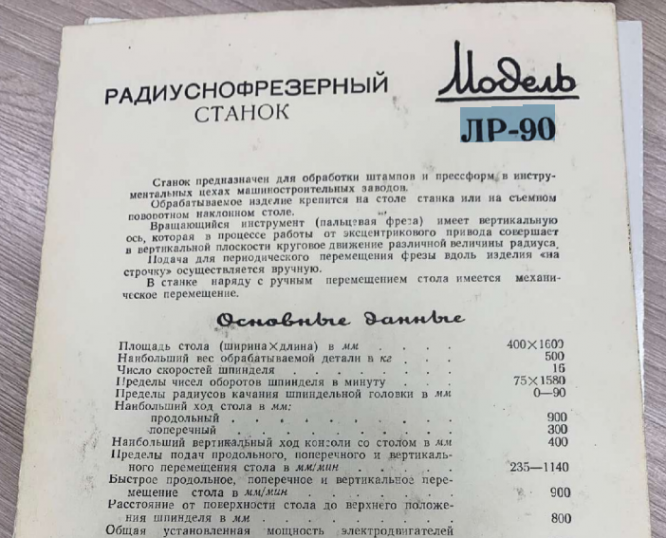 РАДИУСНОФРЕЗЕРНЫЙ
СТАНОК
Модель
ЛР-90
Станок предназначен для обработки штампов и прессформ в инстру-
ментальных цехах машиностроительных заводов.
Обрабатываемое изделие крепится на столе станка или на съемном
поворотном наклонном столе.
Вращающийся инструмент (пальцевая фреза) имеет вертикальную
ось, которая в процессе работы от эксцентрикового привода совершает
в вертикальной плоскости круговое движение различной величины радиуса.
Подача для периодического перемещения фрезы вдоль изделия «на
строчку» осуществляется вручную.
В станке наряду с ручным перемещением стола имеется механи-
ческое перемещение.
Основные данные
Площадь стола (ширина×длина) в мм . . . . 400×1600
Наибольший вес обрабатываемой детали в кг . . . 500
Число скоростей шпинделя . . . . . . 16
Пределы чисел оборотов шпинделя в минуту . . . 75×1580
Пределы радиусов качания шпиндельной головки в мм 0—90
Наибольший ход стола в мм:
продольный . . . . . . . 900
поперечный . . . . . . . 300
Наибольший вертикальный ход консоли со столом в мм 400
Пределы подач продольного, поперечного и вертикаль-
ного перемещения стола в мм/мин . . . . 235—1140
Быстрое продольное, поперечное и вертикальное пере-
мещение стола в мм/мин . . . . . 900
Расстояние от поверхности стола до верхнего положе-
ния шпинделя в мм . . . . . . 800
Общая установленная мощность электродвигателей